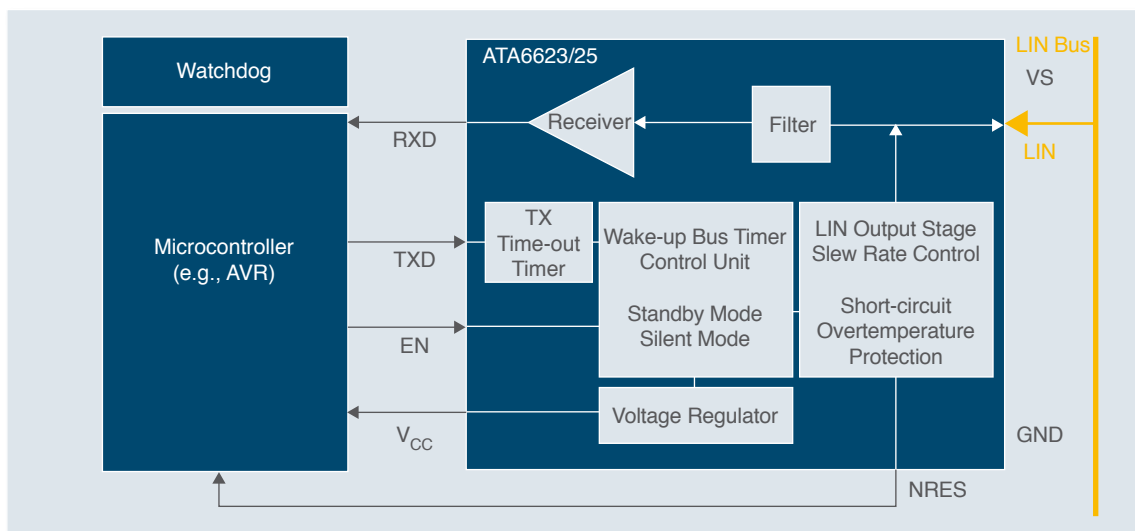 Watchdog
Microcontroller
(e.g., AVR)
RXD
TXD
EN
VCC
ATA6623/25
Receiver
Filter
TX
Time-out
Timer
Wake-up Bus Timer
Control Unit
Standby Mode
Silent Mode
LIN Output Stage
Slew Rate Control
Short-circuit
Overtemperature
Protection
Voltage Regulator
LIN Bus
VS
LIN
GND
NRES